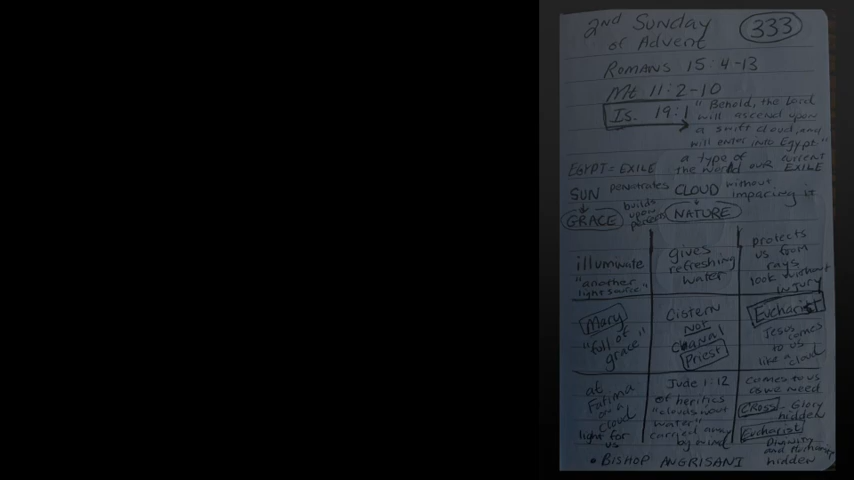 2nd Sunday
of Advent
333
Romans 15:4-13
Mt 11:2-10
Is. 19:1
"Behold, the Lord
will ascend upon
a swift cloud, and
will enter into Egypt."
EGYPT = EXILE
a type of current
the world OUR EXILE
SUN penetrates CLOUD without
impairing it
GRACE builds
upon
perfects NATURE
illuminate
"another
light source"
gives
refreshing
water
protects
us from
rays
look without
injury
Mary
"full of
grace"
Cistern
Not
Canal
Priest
Eucharist
Jesus comes
to us
like a cloud
at
Fatima
on a
cloud
light for
us
Jude 1:12
of heretics
"clouds w/out
water"
carried away
by wind
comes to us
as we need
CROSS - Glory
hidden
Eucharist
Divinity
and Humanity
hidden
• BISHOP ANGRISANI